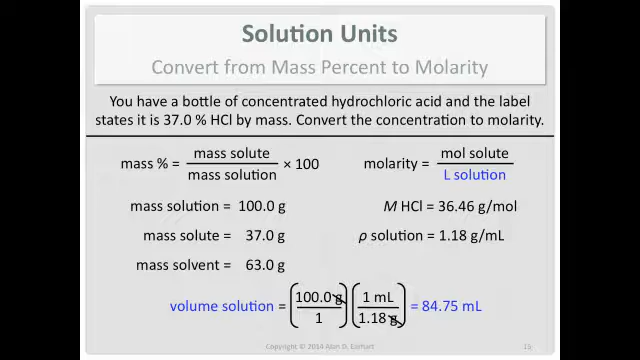 Solution Units
Convert from Mass Percent to Molarity
You have a bottle of concentrated hydrochloric acid and the label
states it is 37.0 % HCl by mass. Convert the concentration to molarity.
mass % = mass solute / mass solution × 100
molarity = mol solute / L solution
mass solution = 100.0 g
M HCl = 36.46 g/mol
mass solute = 37.0 g
ρ solution = 1.18 g/mL
mass solvent = 63.0 g
volume solution = (100.0 g / 1) (1 mL / 1.18 g) = 84.75 mL
Copyright © 2014 Alan D. Earhart
15